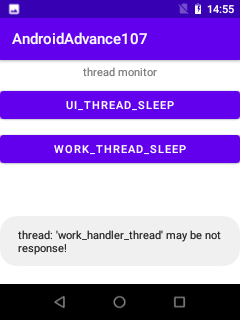 14:55
AndroidAdvance107
thread monitor
UI_THREAD_SLEEP
WORK_THREAD_SLEEP
thread: 'work_handler_thread' may be not
response!